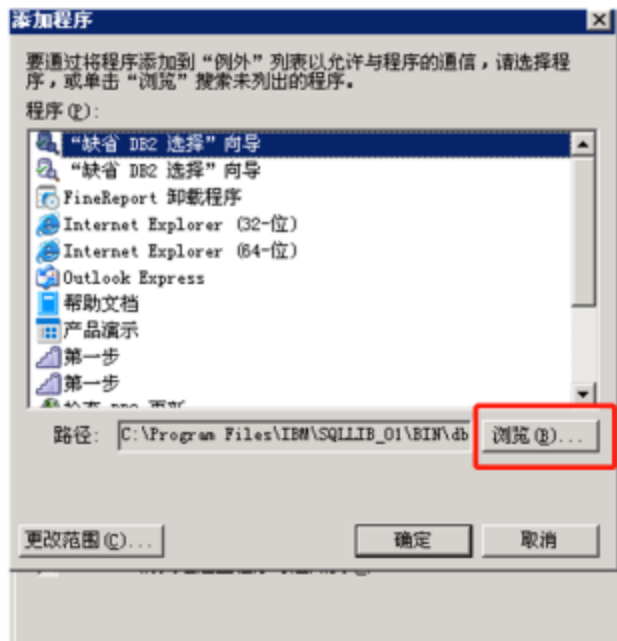 添加程序
要通过将程序添加到“例外”列表以允许与程序的通信，请选择程
序，或单击“浏览”搜索未列出的程序。
程序(P):
“缺省 DB2 选择”向导
“缺省 DB2 选择”向导
FineReport 卸载程序
Internet Explorer (32-位)
Internet Explorer (64-位)
Outlook Express
帮助文档
产品演示
第一步
第一步
路径: C:\Program Files\IBM\SQLLIB_01\BIN\db 浏览(B)...
更改范围(C)... 确定 取消